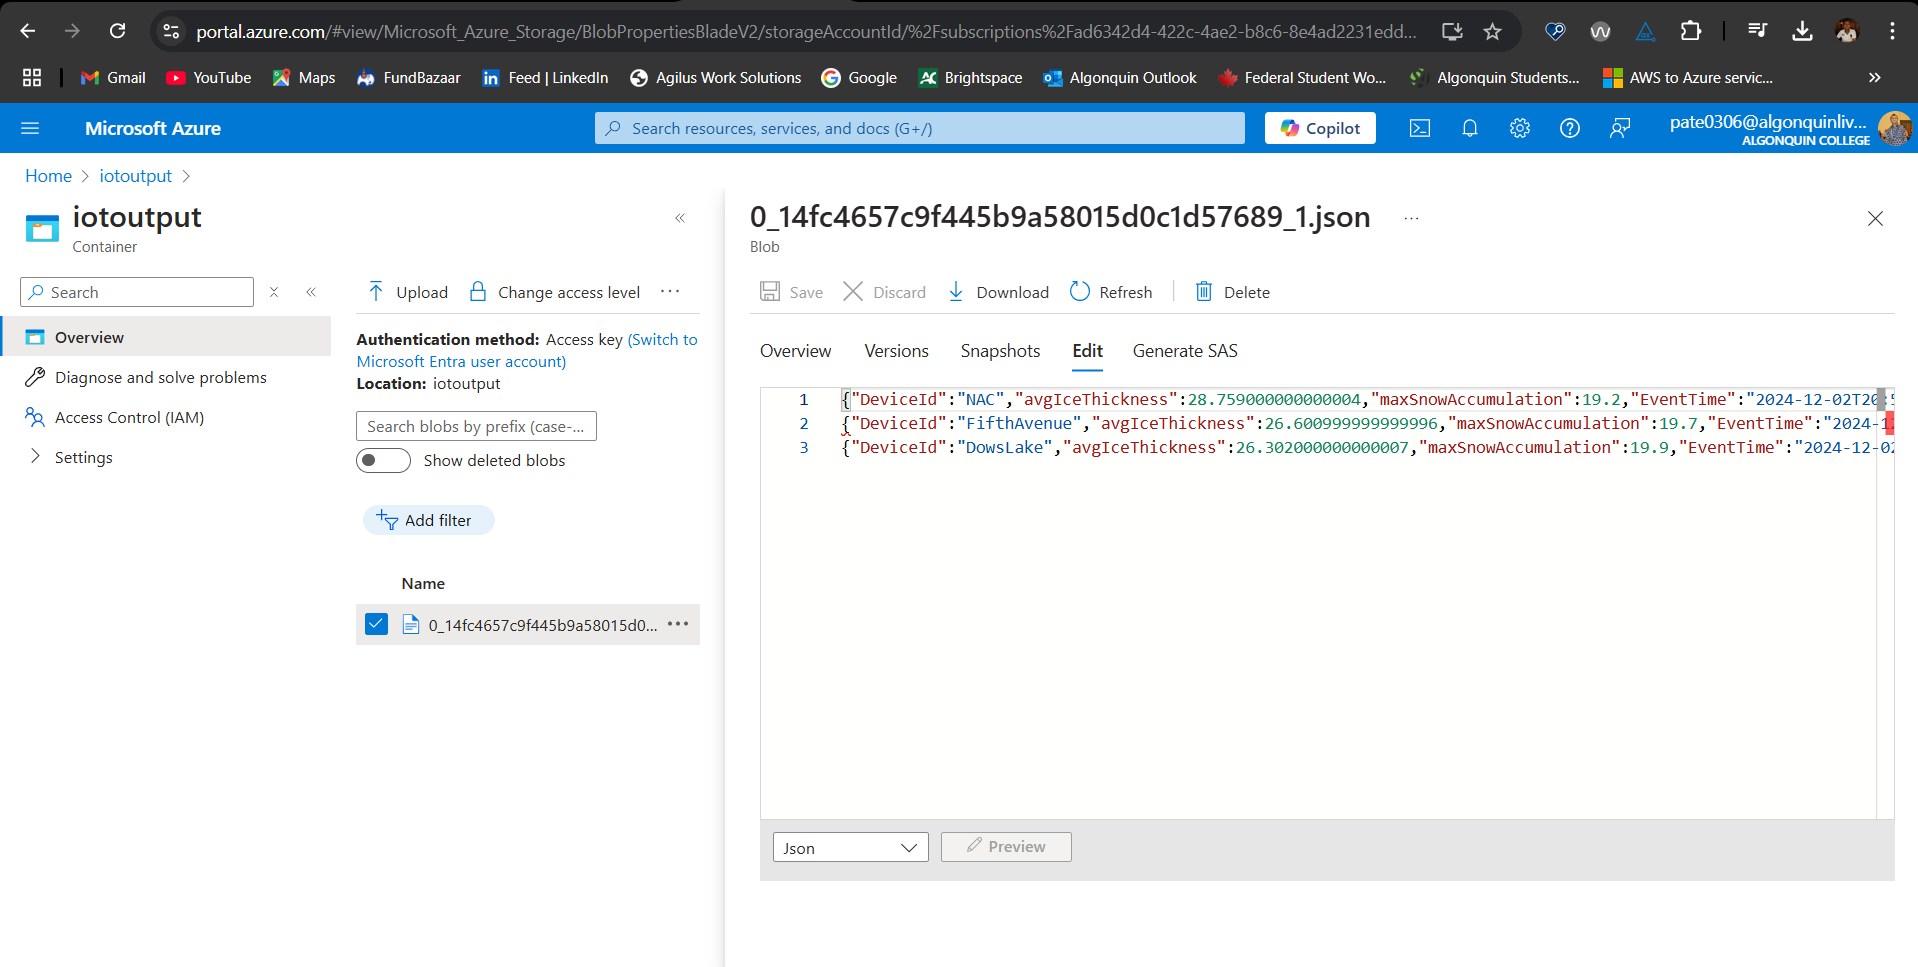 portal.azure.com/#view/Microsoft_Azure_Storage/BlobPropertiesBladeV2/storageAccountId/%2Fsubscriptions%2Fad6342d4-422c-4ae2-b8c6-8e4ad2231edd...
Gmail YouTube Maps FundBazaar Feed | LinkedIn Agilus Work Solutions Google Brightspace Algonquin Outlook Federal Student Wo... Algonquin Students... AWS to Azure servic...
Microsoft Azure
Search resources, services, and docs (G+/)
Copilot
pate0306@algonquinliv...
ALGONQUIN COLLEGE
Home > iotoutput >
iotoutput
Container
Search
Overview
Diagnose and solve problems
Access Control (IAM)
Settings
Upload Change access level ...
Authentication method: Access key (Switch to
Microsoft Entra user account)
Location: iotoutput
Search blobs by prefix (case-...
Show deleted blobs
Add filter
Name
0_14fc4657c9f445b9a58015d0...
0_14fc4657c9f445b9a58015d0c1d57689_1.json ...
Blob
Save Discard Download Refresh Delete
Overview Versions Snapshots Edit Generate SAS
1 {"DeviceId":"NAC","avgIceThickness":28.759000000000004,"maxSnowAccumulation":19.2,"EventTime":"2024-12-02T20:5
2 {"DeviceId":"FifthAvenue","avgIceThickness":26.600999999999996,"maxSnowAccumulation":19.7,"EventTime":"2024-12
3 {"DeviceId":"DowsLake","avgIceThickness":26.302000000000007,"maxSnowAccumulation":19.9,"EventTime":"2024-12-02
Json
Preview